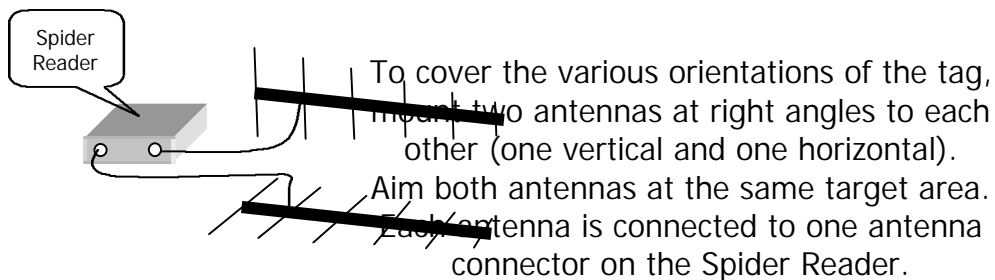 Spider
Reader
To cover the various orientations of the tag,
mount two antennas at right angles to each
other (one vertical and one horizontal).
Aim both antennas at the same target area.
Each antenna is connected to one antenna
connector on the Spider Reader.